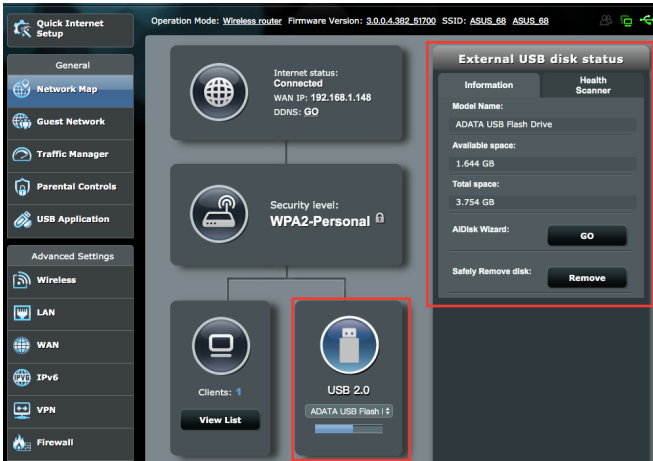 Quick Internet
Setup
Operation Mode: Wireless router Firmware Version: 3.0.0.4.382_51700 SSID: ASUS_68 ASUS_68
General
Network Map
Guest Network
Traffic Manager
Parental Controls
USB Application
Advanced Settings
Wireless
LAN
WAN
IPv6
VPN
Firewall
Internet status:
Connected
WAN IP: 192.168.1.148
DDNS: GO
Security level:
WPA2-Personal
Clients: 1
View List
USB 2.0
ADATA USB Flash
External USB disk status
Information
Health
Scanner
Model Name:
ADATA USB Flash Drive
Available space:
1.644 GB
Total space:
3.754 GB
AiDisk Wizard:
GO
Safely Remove disk:
Remove